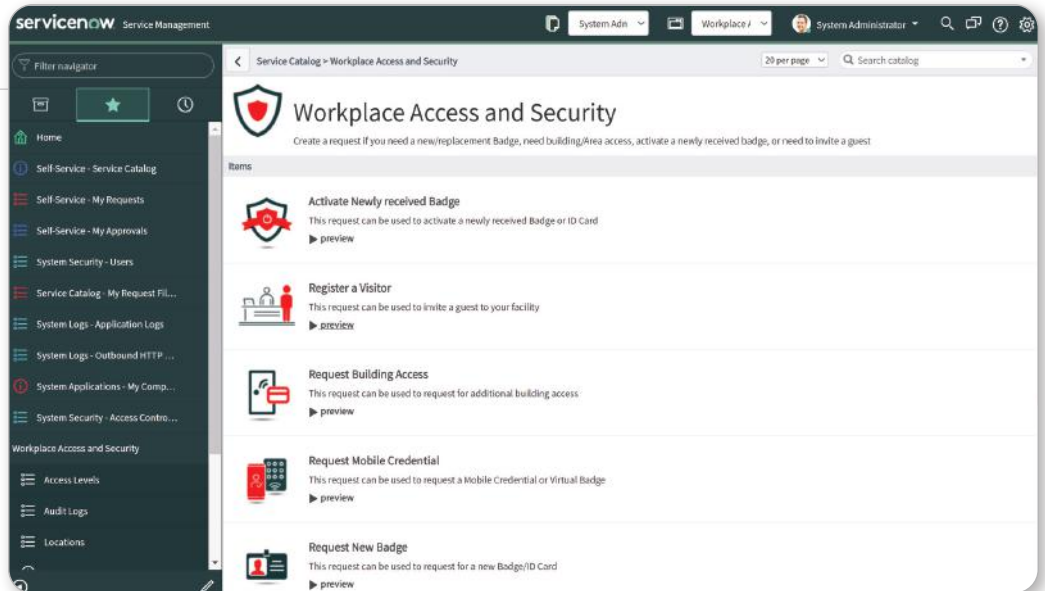 servicenow Service Management
System Adn
Workplace A
System Administrator
Filter navigator
Home
Self-Service - Service Catalog
Self-Service - My Requests
Self-Service - My Approvals
System Security - Users
Service Catalog - My Request Fil...
System Logs - Application Logs
System Logs - Outbound HTTP ...
System Applications - My Comp...
System Security - Access Contro...
Workplace Access and Security
Access Levels
Audit Logs
Locations
Service Catalog > Workplace Access and Security
20 per page
Search catalog
Workplace Access and Security
Create a request if you need a new/replacement Badge, need building/Area access, activate a newly received badge, or need to invite a guest
Items
Activate Newly received Badge
This request can be used to activate a newly received Badge or ID Card
preview
Register a Visitor
This request can be used to invite a guest to your facility
preview
Request Building Access
This request can be used to request for additional building access
preview
Request Mobile Credential
This request can be used to request a Mobile Credential or Virtual Badge
preview
Request New Badge
This request can be used to request for a new Badge/ID Card
preview